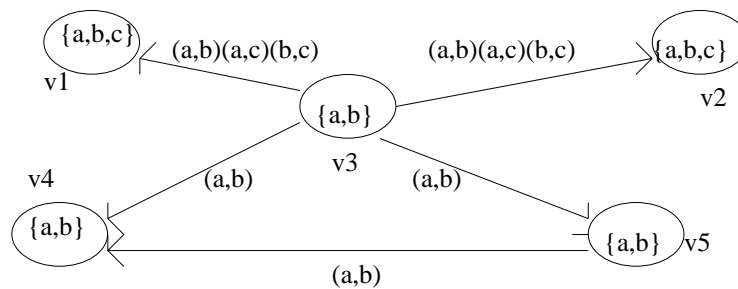 {a,b,c}
(a,b)(a,c)(b,c)
(a,b)(a,c)(b,c)
{a,b,c}
v1
v2
{a,b}
v3
v4
(a,b)
(a,b)
{a,b}
{a,b}
v5
(a,b)